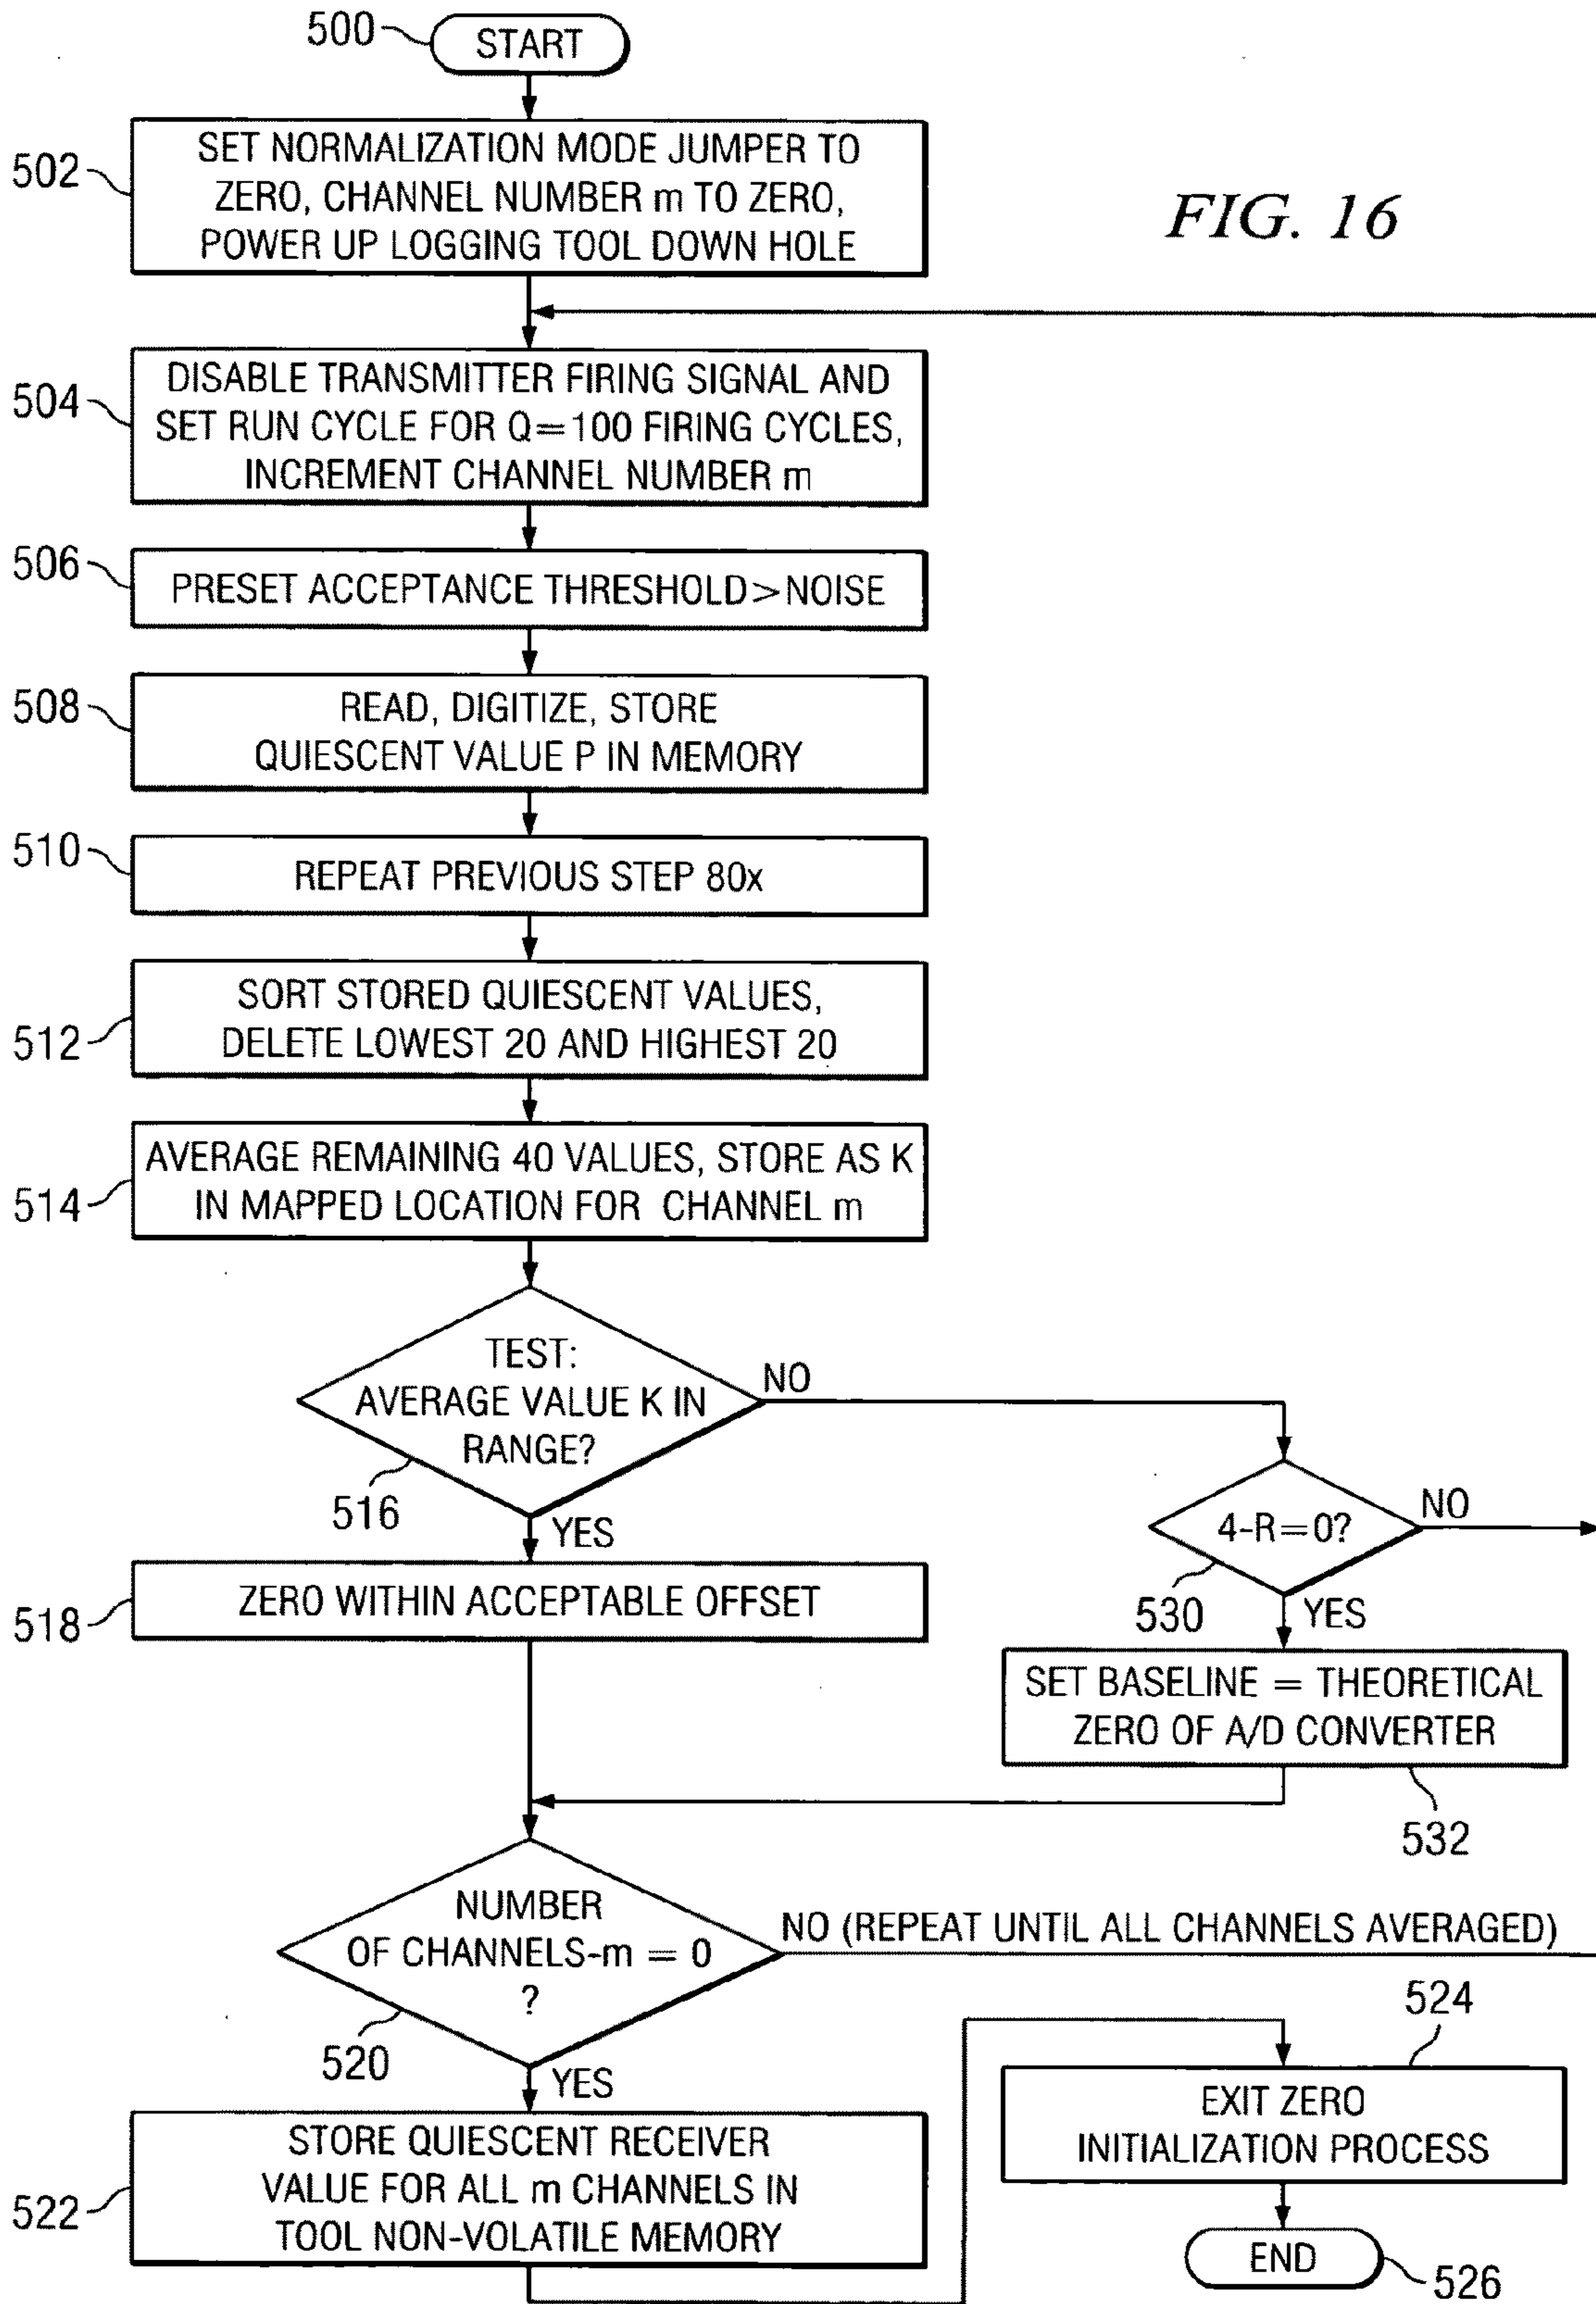 500
START
502
SET NORMALIZATION MODE JUMPER TO
ZERO, CHANNEL NUMBER m TO ZERO,
POWER UP LOGGING TOOL DOWN HOLE
FIG. 16
504
DISABLE TRANSMITTER FIRING SIGNAL AND
SET RUN CYCLE FOR Q=100 FIRING CYCLES,
INCREMENT CHANNEL NUMBER m
506
PRESET ACCEPTANCE THRESHOLD>NOISE
508
READ, DIGITIZE, STORE
QUIESCENT VALUE P IN MEMORY
510
REPEAT PREVIOUS STEP 80x
512
SORT STORED QUIESCENT VALUES,
DELETE LOWEST 20 AND HIGHEST 20
514
AVERAGE REMAINING 40 VALUES, STORE AS K
IN MAPPED LOCATION FOR CHANNEL m
TEST:
AVERAGE VALUE K IN
RANGE?
NO
516
YES
4-R=0?
NO
530
YES
518
ZERO WITHIN ACCEPTABLE OFFSET
SET BASELINE = THEORETICAL
ZERO OF A/D CONVERTER
532
NUMBER
OF CHANNELS-m = 0
?
NO (REPEAT UNTIL ALL CHANNELS AVERAGED)
520
YES
522
STORE QUIESCENT RECEIVER
VALUE FOR ALL m CHANNELS IN
TOOL NON-VOLATILE MEMORY
524
EXIT ZERO
INITIALIZATION PROCESS
END
526